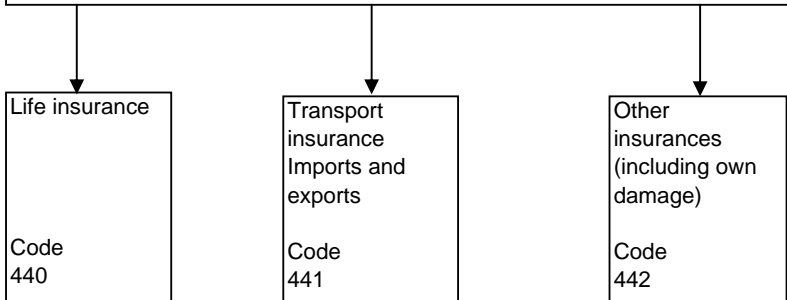 Life insurance
Code
440
Transport
insurance
Imports and
exports
Code
441
Other
insurances
(including own
damage)
Code
442